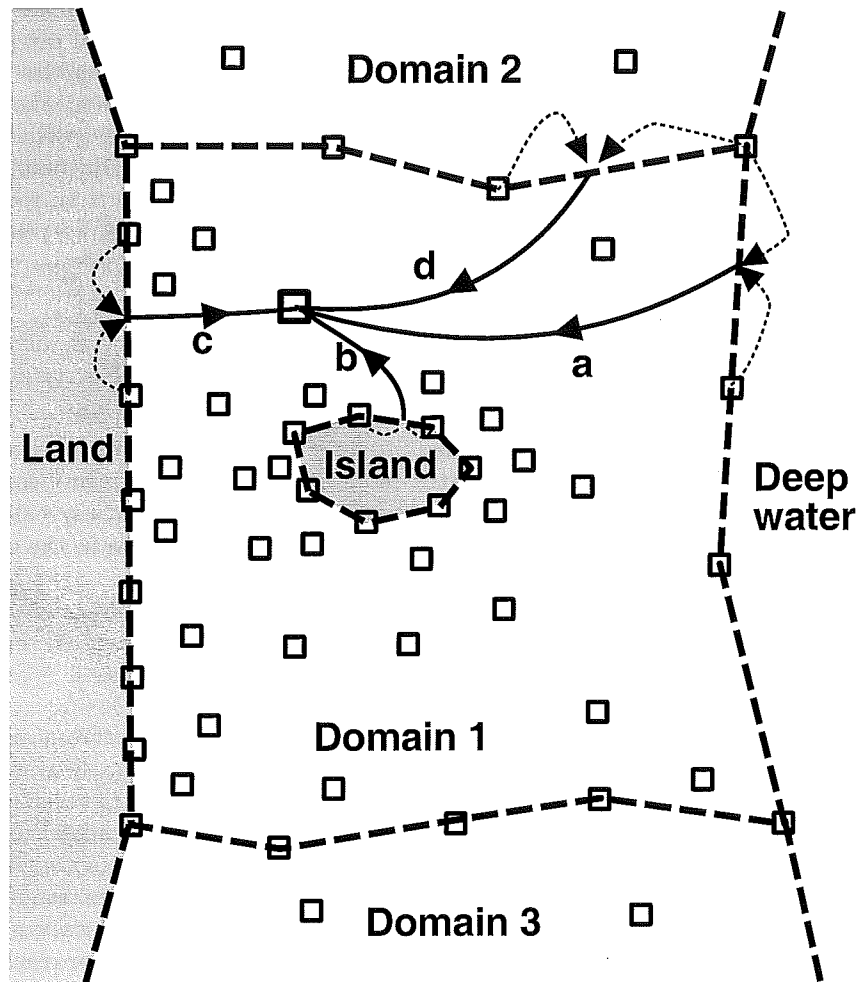 Domain 2
d
c
b
a
Land
Island
Deep
water
Domain 1
Domain 3